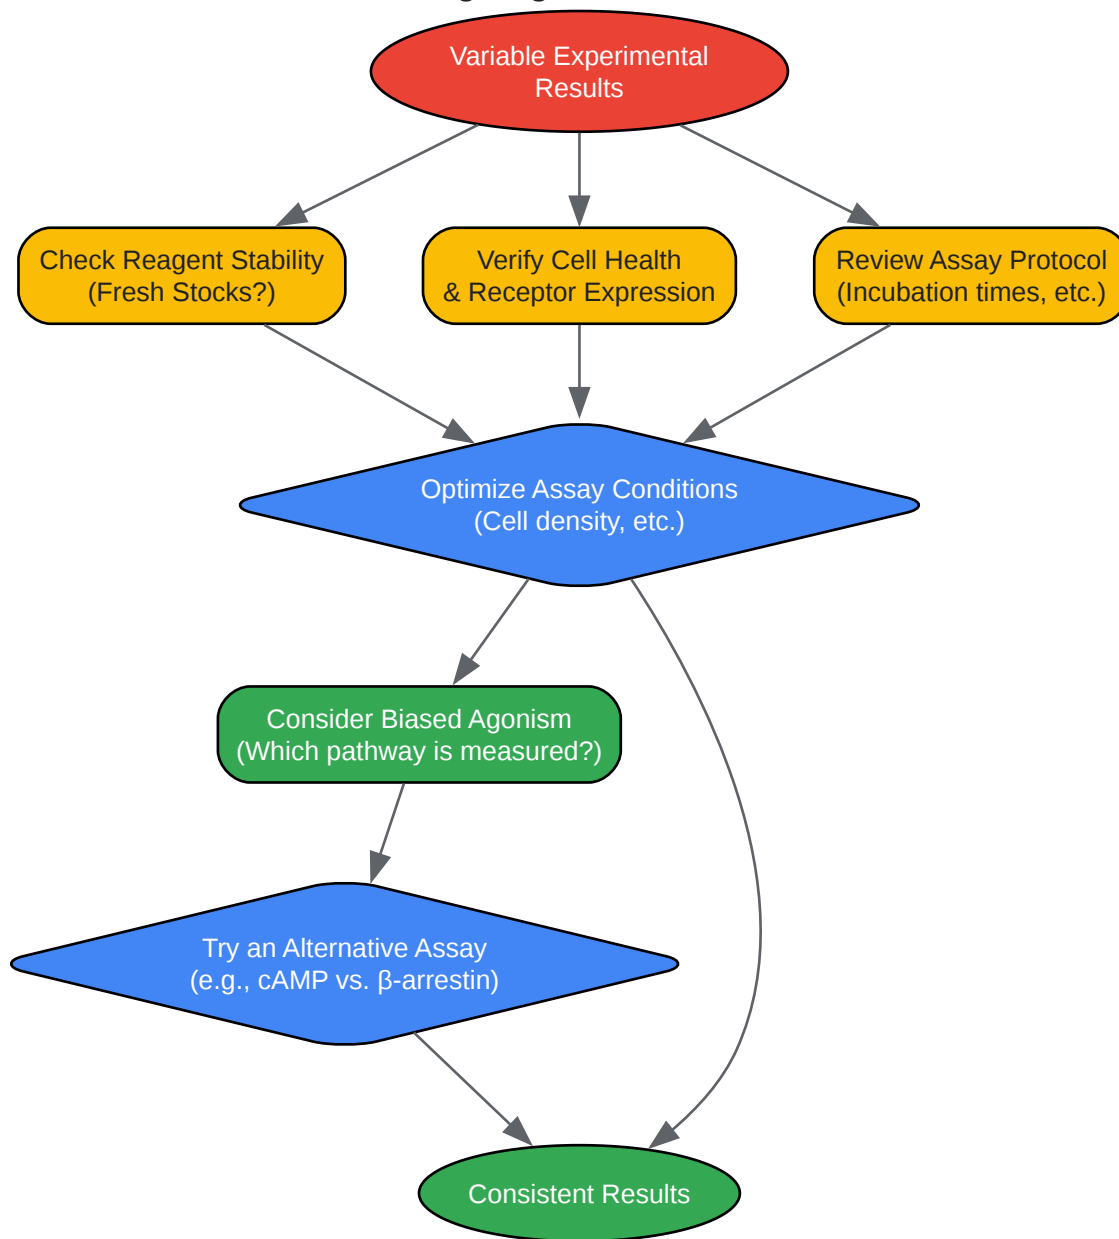 Variable Experimental
Results
Check Reagent Stability
(Fresh Stocks?)
Verify Cell Health
& Receptor Expression
Review Assay Protocol
(Incubation times, etc.)
Optimize Assay Conditions
(Cell density, etc.)
Consider Biased Agonism
(Which pathway is measured?)
Try an Alternative Assay
(e.g., cAMP vs. β-arrestin)
Consistent Results